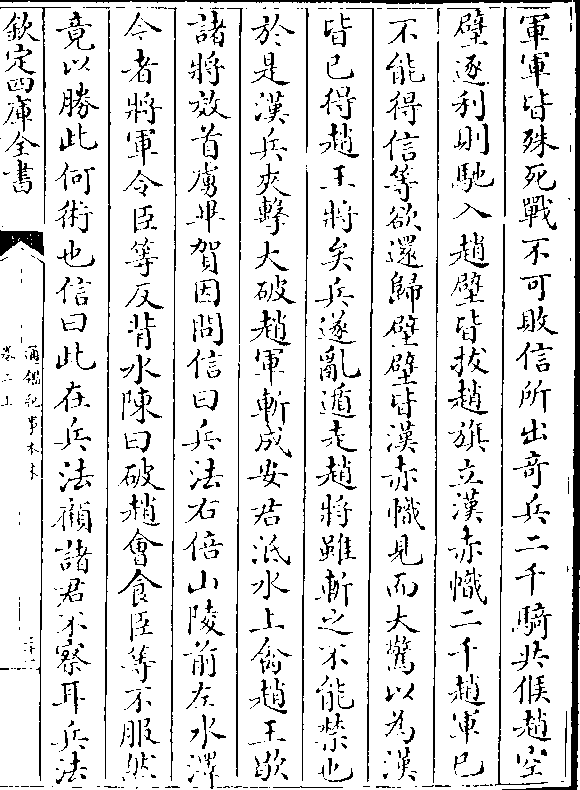 軍軍皆殊死戰不可敗信所出竒兵二千騎共候趙空
壁逐利則馳入趙壁皆拔趙旗立漢赤幟二千趙軍已
不能得信等欲還歸壁壁皆漢赤幟見而大驚以為漢
皆已得趙王將矣兵遂亂遁走趙將雖斬之不能禁也
於是漢兵夾擊大破趙軍斬成安君泜水上禽趙王歇
諸將效首虜畢賀因問信曰兵法右倍山陵前左水澤
今者將軍令臣等反背水陳曰破趙會食臣等不服然
竟以勝此何術也信曰此在兵法顧諸君不察耳兵法
欽定四庫全書
通鑑紀事本末
卷二上